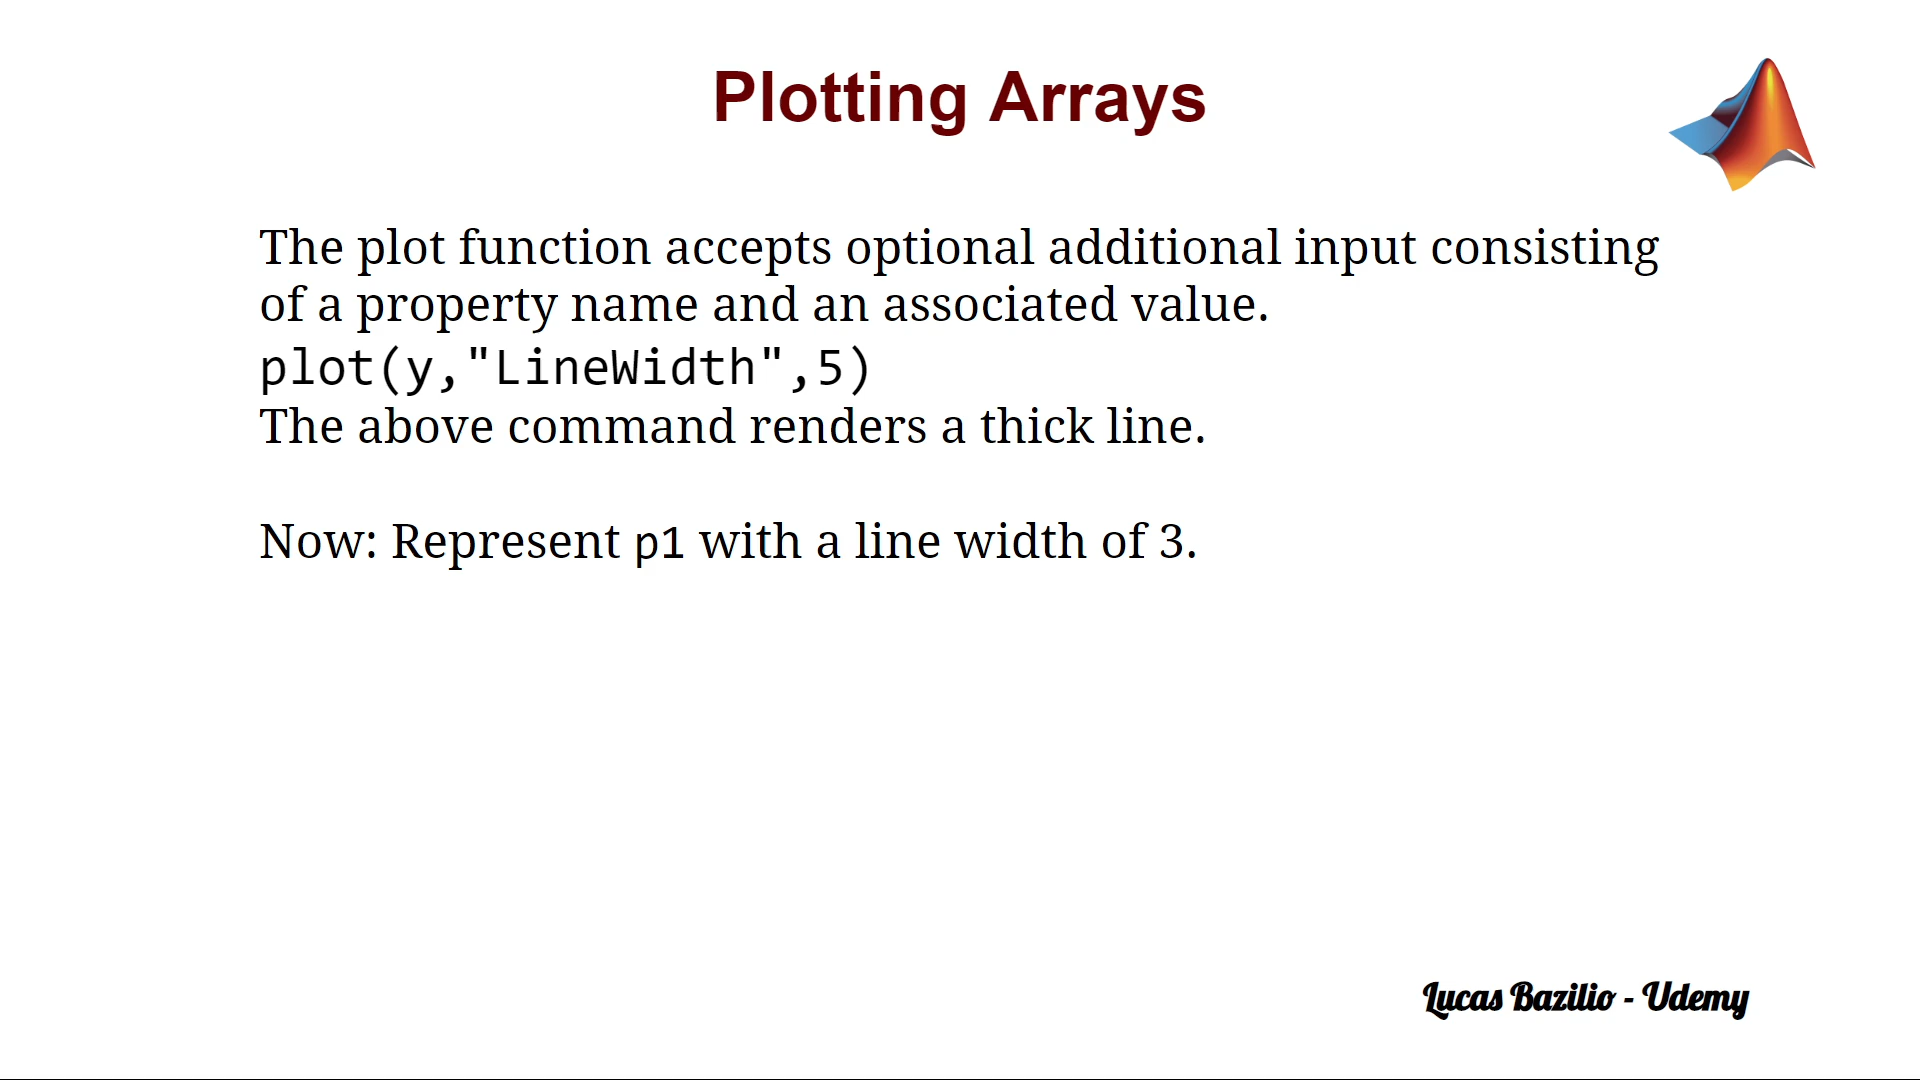 Plotting Arrays
The plot function accepts optional additional input consisting
of a property name and an associated value.
plot(y,"LineWidth",5)
The above command renders a thick line.
Now: Represent p1 with a line width of 3.
Lucas Bazilio - Udemy